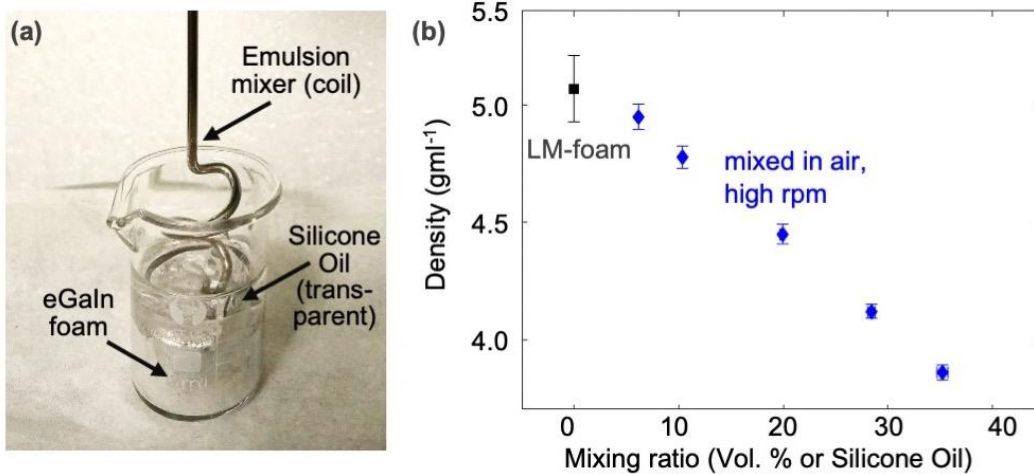 (a)
Emulsion
mixer (coil)
Silicone
Oil
(trans-
parent)
eGaIn
foam
(b)
5.5
5.0
4.5
4.0
Density (gml-1)
LM-foam
mixed in air,
high rpm
0 10 20 30 40
Mixing ratio (Vol. % or Silicone Oil)